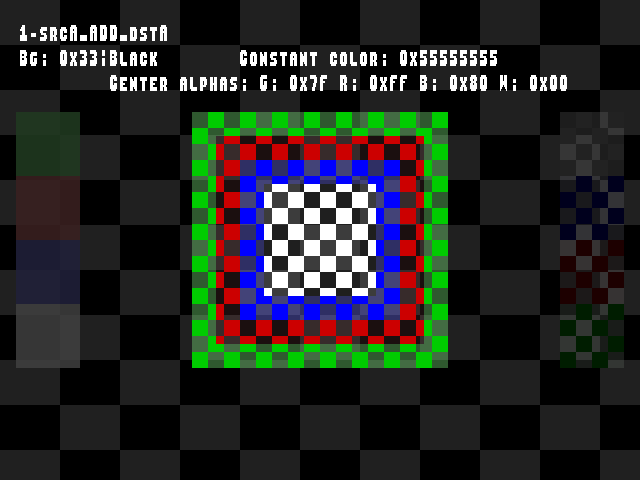 1-srcA_ADD_dstA
Bg: 0x33¦Black Constant color: 0x55555555
Center alphas: G: 0x7f R: 0xff B: 0x80 W: 0x00